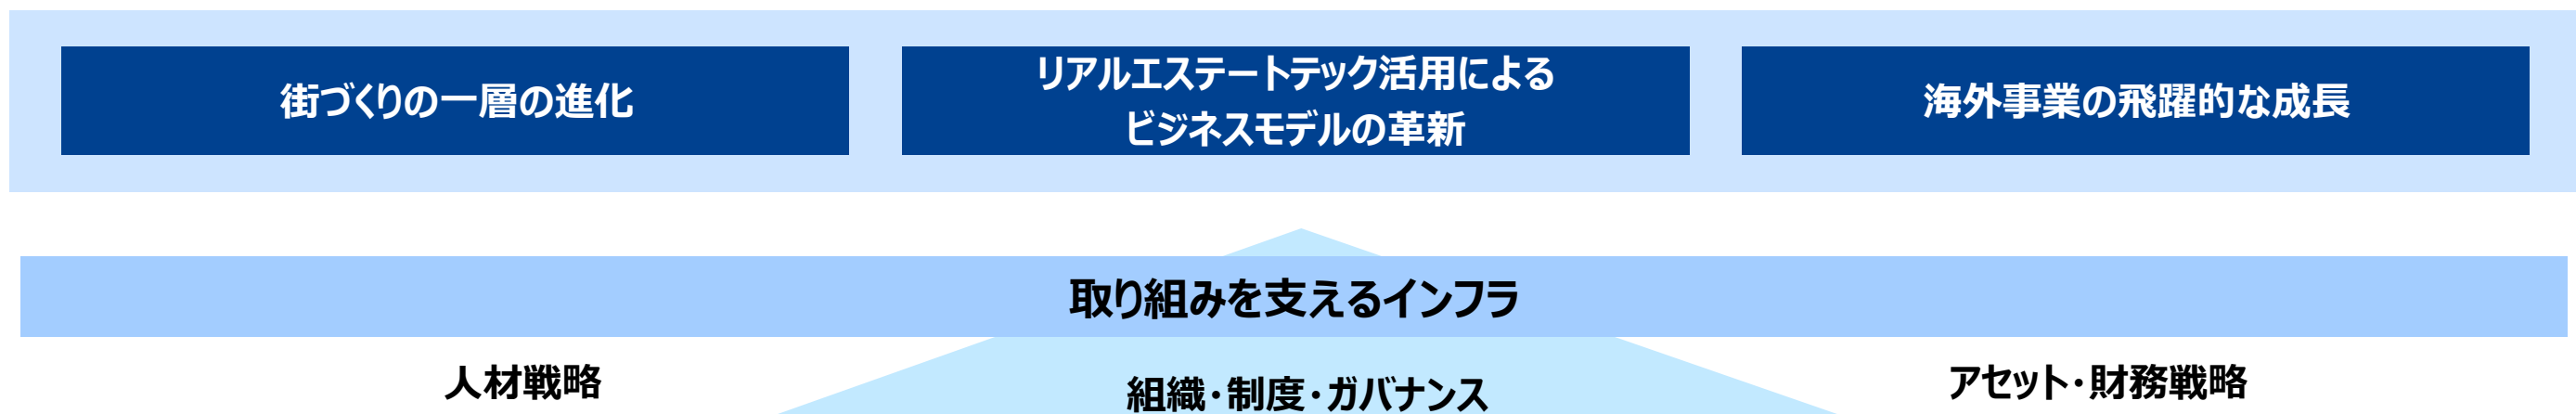 街づくりの一層の進化
リアルエステートテック活用による
ビジネスモデルの革新
海外事業の飛躍的な成長
取り組みを支えるインフラ
人材戦略
組織・制度・ガバナンス
アセット・財務戦略